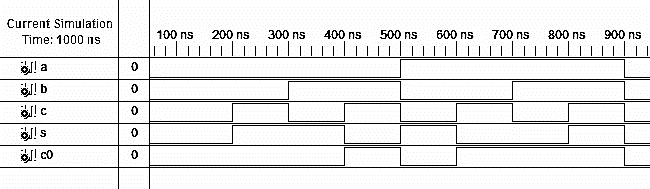 Current Simulation
Time: 1000 ns
100 ns 200 ns 300 ns 400 ns 500 ns 600 ns 700 ns 800 ns 900 ns
a 0
b 0
c 0
s 0
c0 0